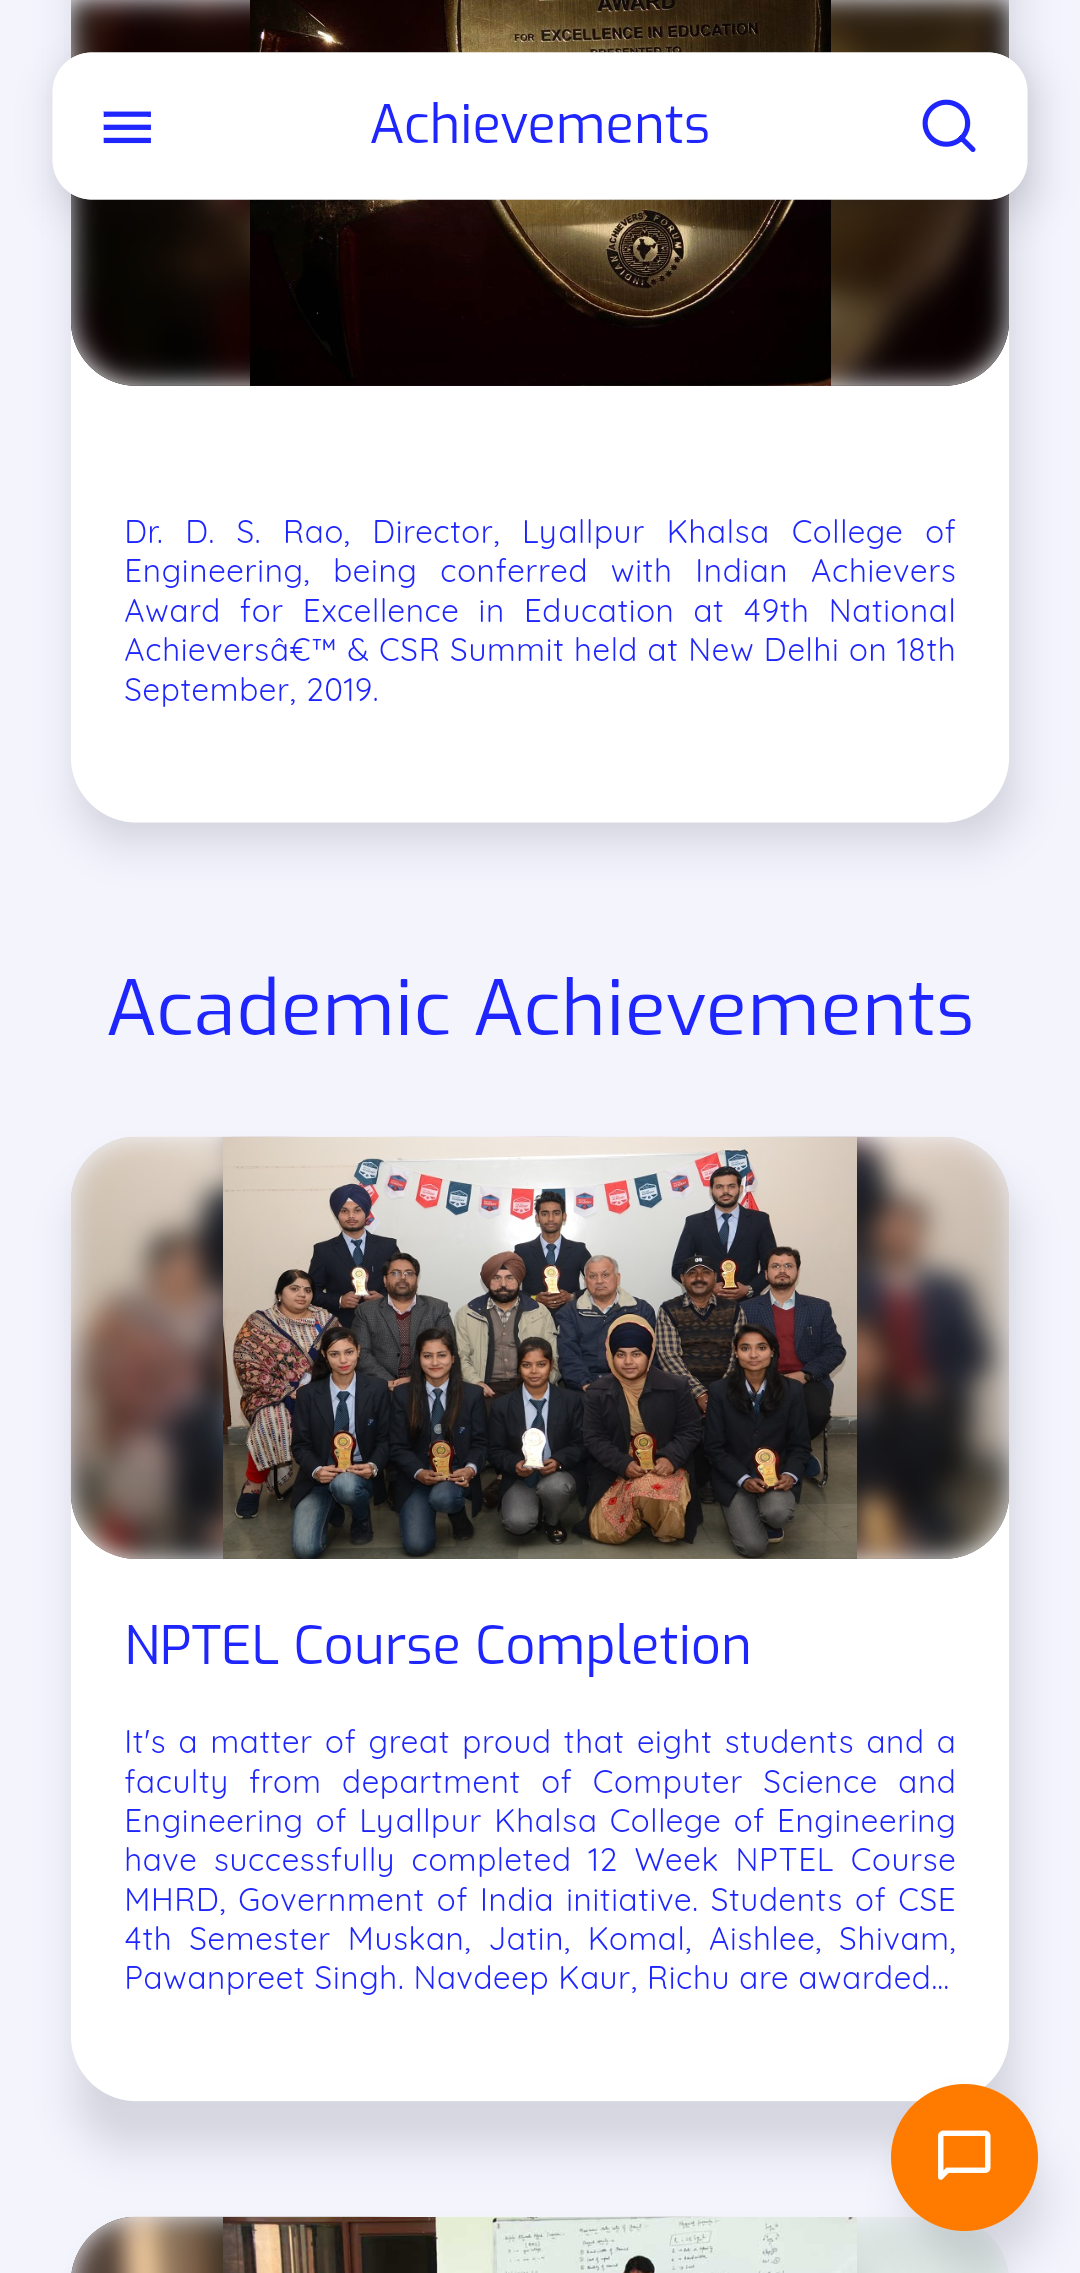 AWARD
FOR EXCELLENCE IN EDUCATION
PRESENTED TO
Achievements
INDIAN ACHIEVERS FORUM
Dr. D. S. Rao, Director, Lyallpur Khalsa College of
Engineering, being conferred with Indian Achievers
Award for Excellence in Education at 49th National
Achieversâ€™ & CSR Summit held at New Delhi on 18th
September, 2019.
Academic Achievements
NPTEL Course Completion
It's a matter of great proud that eight students and a
faculty from department of Computer Science and
Engineering of Lyallpur Khalsa College of Engineering
have successfully completed 12 Week NPTEL Course
MHRD, Government of India initiative. Students of CSE
4th Semester Muskan, Jatin, Komal, Aishlee, Shivam,
Pawanpreet Singh. Navdeep Kaur, Richu are awarded...